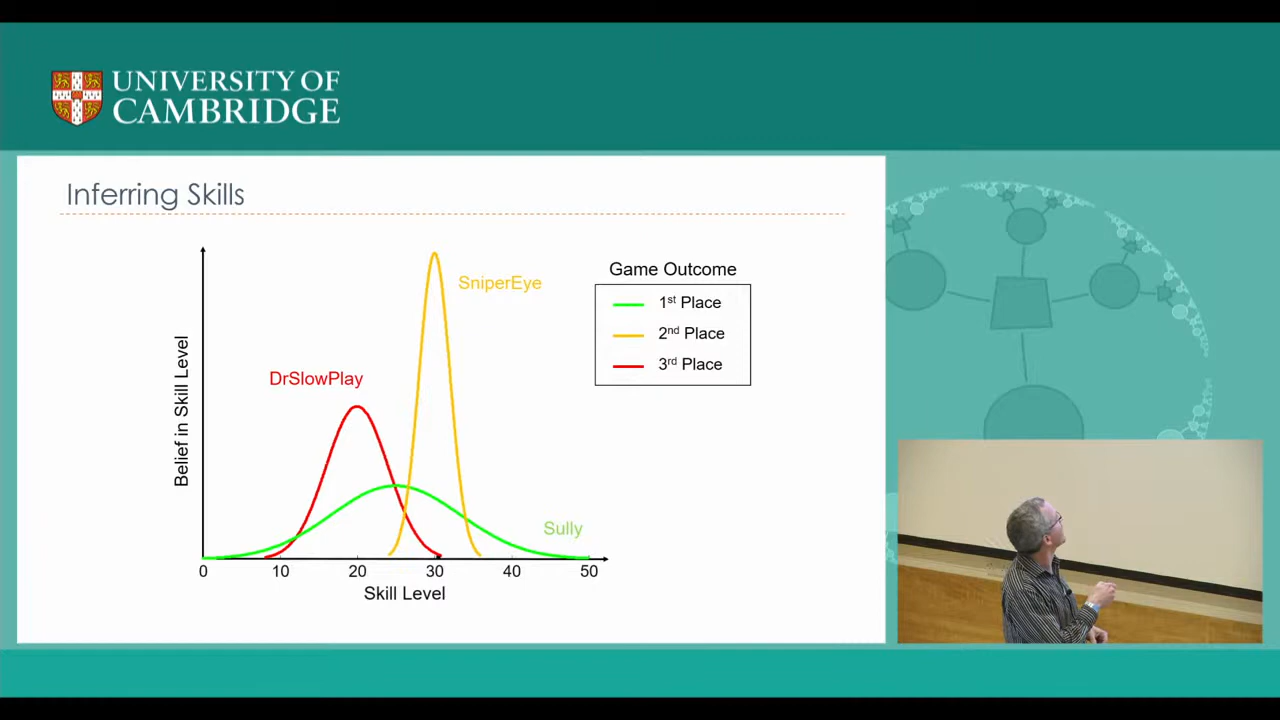 UNIVERSITY OF
CAMBRIDGE
Inferring Skills
Belief in Skill Level
SniperEye
DrSlowPlay
Sully
0 10 20 30 40 50
Skill Level
Game Outcome
1st Place
2nd Place
3rd Place